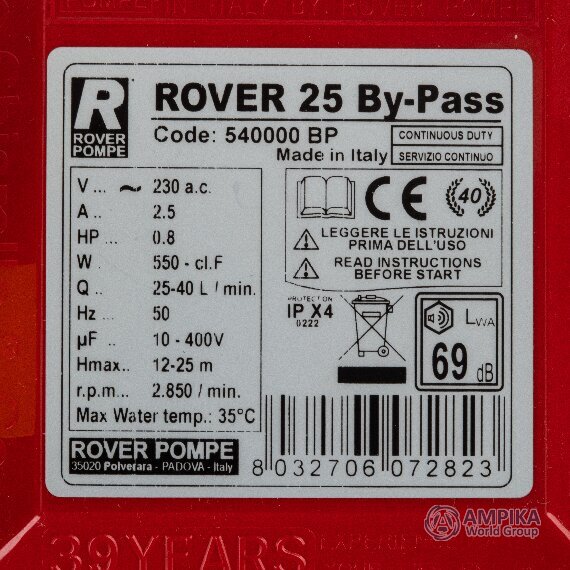 R
ROVER
POMPE
ROVER 25 By-Pass
Code: 540000 BP
Made in Italy
CONTINUOUS DUTY
SERVIZIO CONTINUO
V ... ~ 230 a.c.
A .. 2.5
HP ... 0.8
W . 550 - cl.F
Q .. 25-40 L / min.
Hz .. 50
µF .. 10 - 400V
Hmax.. 12-25 m
r.p.m .. 2.850 / min.
Max Water temp.: 35°C
CE
40
LEGGERE LE ISTRUZIONI
PRIMA DELL'USO
READ INSTRUCTIONS
BEFORE START
PROTECTION
IP X4
0222
LWA
69 dB
ROVER POMPE
35020 Polverara - PADOVA - Italy
8 032706 072823
39 YEARS
AMPIKA
World Group